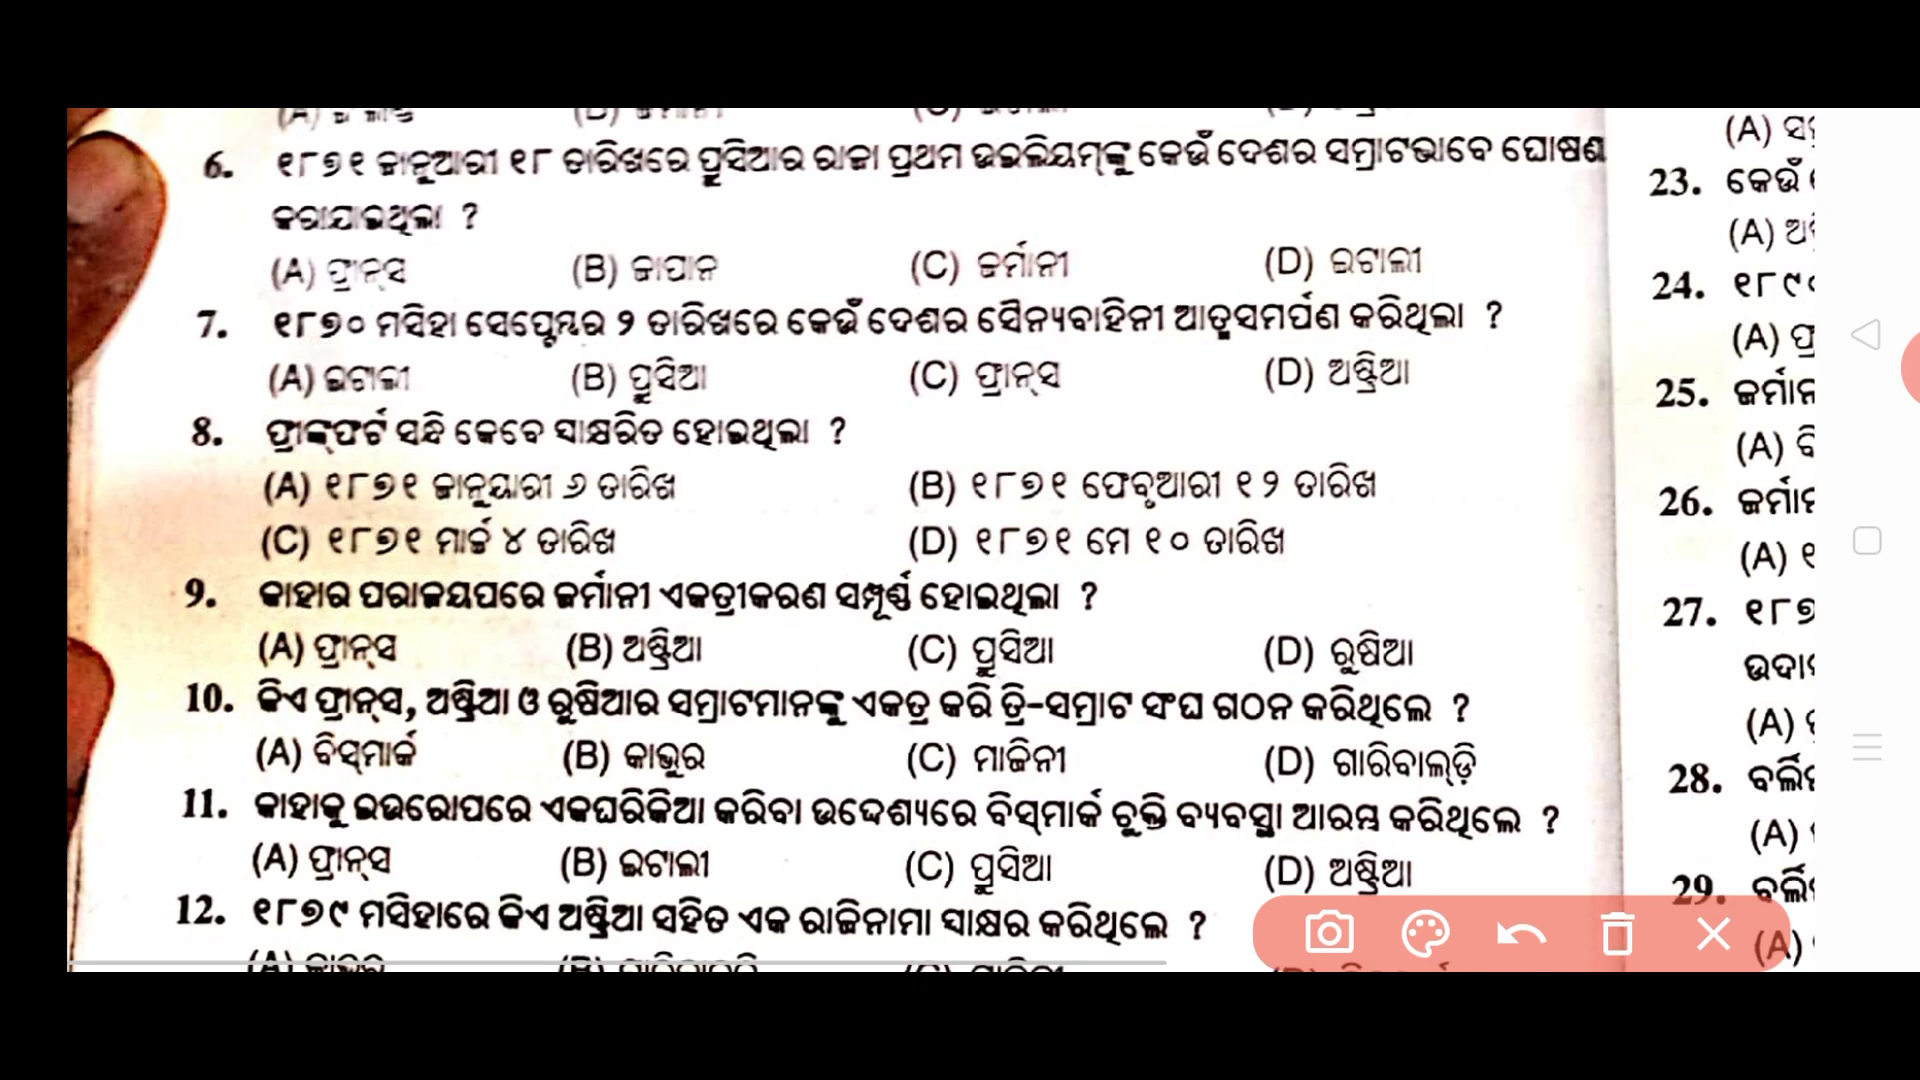 6. ୧୮୭୧ ଜାନୁଆରୀ ୧୮ ତାରିଖରେ ପ୍ରୁସିଆର ରାଜା ପ୍ରଥମ ଉଇଲିୟମ୍‌ଙ୍କୁ କେଉଁ ଦେଶର ସମ୍ରାଟଭାବେ ଘୋଷଣ
କରାଯାଇଥିଲା ?
(A) ଫ୍ରାନ୍‌ସ (B) ଜାପାନ (C) ଜର୍ମାନୀ (D) ଇଟାଲୀ
7. ୧୮୭୦ ମସିହା ସେପ୍ଟେମ୍ବର ୨ ତାରିଖରେ କେଉଁ ଦେଶର ସୈନ୍ୟବାହିନୀ ଆତ୍ମସମର୍ପଣ କରିଥିଲା ?
(A) ଇଟାଲୀ (B) ପ୍ରୁସିଆ (C) ଫ୍ରାନ୍‌ସ (D) ଅଷ୍ଟ୍ରିଆ
8. ଫ୍ରାଙ୍କ୍‌ଫର୍ଟ ସନ୍ଧି କେବେ ସାକ୍ଷରିତ ହୋଇଥିଲା ?
(A) ୧୮୭୧ ଜାନୁୟାରୀ ୬ ତାରିଖ (B) ୧୮୭୧ ଫେବୃଆରୀ ୧୨ ତାରିଖ
(C) ୧୮୭୧ ମାର୍ଚ୍ଚ ୪ ତାରିଖ (D) ୧୮୭୧ ମେ ୧୦ ତାରିଖ
9. କାହାର ପରାଜୟପରେ ଜର୍ମାନୀ ଏକତ୍ରୀକରଣ ସମ୍ପୂର୍ଣ୍ଣ ହୋଇଥିଲା ?
(A) ଫ୍ରାନ୍‌ସ (B) ଅଷ୍ଟ୍ରିଆ (C) ପ୍ରୁସିଆ (D) ରୁଷିଆ
10. କିଏ ଫ୍ରାନ୍‌ସ, ଅଷ୍ଟ୍ରିଆ ଓ ରୁଷିଆର ସମ୍ରାଟମାନଙ୍କୁ ଏକତ୍ର କରି ତ୍ରି-ସମ୍ରାଟ ସଂଘ ଗଠନ କରିଥିଲେ ?
(A) ବିସ୍‌ମାର୍କ (B) କାଭୁର (C) ମାଜିନୀ (D) ଗାରିବାଲ୍‌ଡ଼ି
11. କାହାକୁ ଇଉରୋପରେ ଏକଘରିକିଆ କରିବା ଉଦ୍ଦେଶ୍ୟରେ ବିସ୍‌ମାର୍କ ଚୁକ୍ତି ବ୍ୟବସ୍ଥା ଆରମ୍ଭ କରିଥିଲେ ?
(A) ଫ୍ରାନ୍‌ସ (B) ଇଟାଲୀ (C) ପ୍ରୁସିଆ (D) ଅଷ୍ଟ୍ରିଆ
12. ୧୮୭୯ ମସିହାରେ କିଏ ଅଷ୍ଟ୍ରିଆ ସହିତ ଏକ ରାଜିନାମା ସାକ୍ଷର କରିଥିଲେ ?
(A)
23. କେଉଁ
(A)
24. ୧୮୯
(A)
25. ଜର୍ମାନ
(A) ବି
26. ଜର୍ମାନ
(A) ୧
27. ୧୮୭
(A)
28. ବର୍ଲି
(A)
29. ବର୍ଲି
(A)